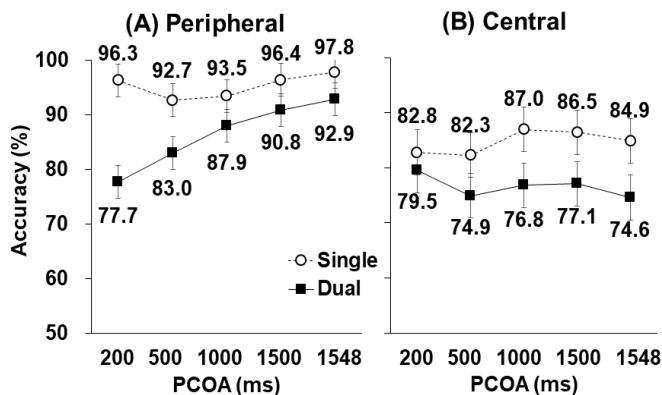 (A) Peripheral
(B) Central
Accuracy (%)
100
90
80
70
60
50
96.3
92.7
93.5
96.4
97.8
77.7
83.0
87.9
90.8
92.9
82.8
82.3
87.0
86.5
84.9
79.5
74.9
76.8
77.1
74.6
Single
Dual
200 500 1000 1500 1548
PCOA (ms)
200 500 1000 1500 1548
PCOA (ms)